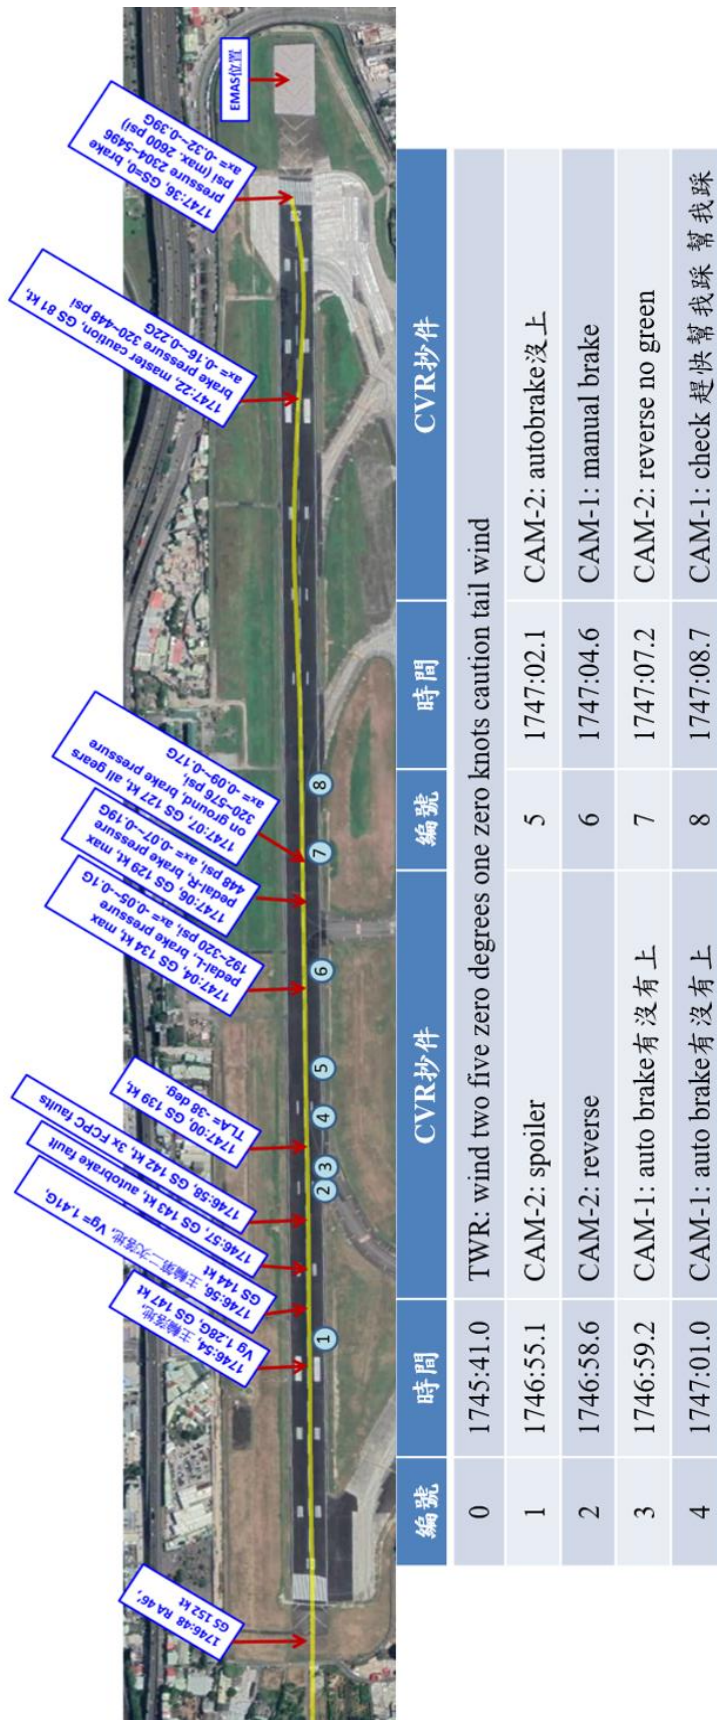 1746:48 RA 46',
GS 152 kt
1746:54, 主輪落地,
Vg 1.28G, GS 147 kt
1746:56, 主輪第二次落地, Vg= 1.41G,
GS 144 kt
1746:57, GS 143 kt, autobrake fault
1746:58, GS 142 kt, 3x FCPC faults
1747:00, GS 139 kt,
TLA= -38 deg.
1747:04, GS 134 kt, max
pedal-L, brake pressure
192~320 psi, ax= -0.05~-0.1G
1747:06, GS 129 kt, max
pedal-R, brake pressure
448 psi, ax= -0.07~-0.19G
1747:07, GS 127 kt, all gears
on ground, brake pressure
320~576 psi,
ax= -0.09~-0.17G
1747:22, master caution, GS 81 kt,
brake pressure 320~448 psi
ax= -0.16~-0.22G
1747:36, GS=0, brake
pressure 2304~5496
psi (max. 2600 psi)
ax= -0.32~-0.39G
EMAS位置
1
2
3
4
5
6
7
8
編號 時間 CVR抄件 編號 時間 CVR抄件
0 1745:41.0 TWR: wind two five zero degrees one zero knots caution tail wind
1 1746:55.1 CAM-2: spoiler 5 1747:02.1 CAM-2: autobrake沒上
2 1746:58.6 CAM-2: reverse 6 1747:04.6 CAM-1: manual brake
3 1746:59.2 CAM-1: auto brake有沒有上 7 1747:07.2 CAM-2: reverse no green
4 1747:01.0 CAM-1: auto brake有沒有上 8 1747:08.7 CAM-1: check 趕快幫我踩 幫我踩